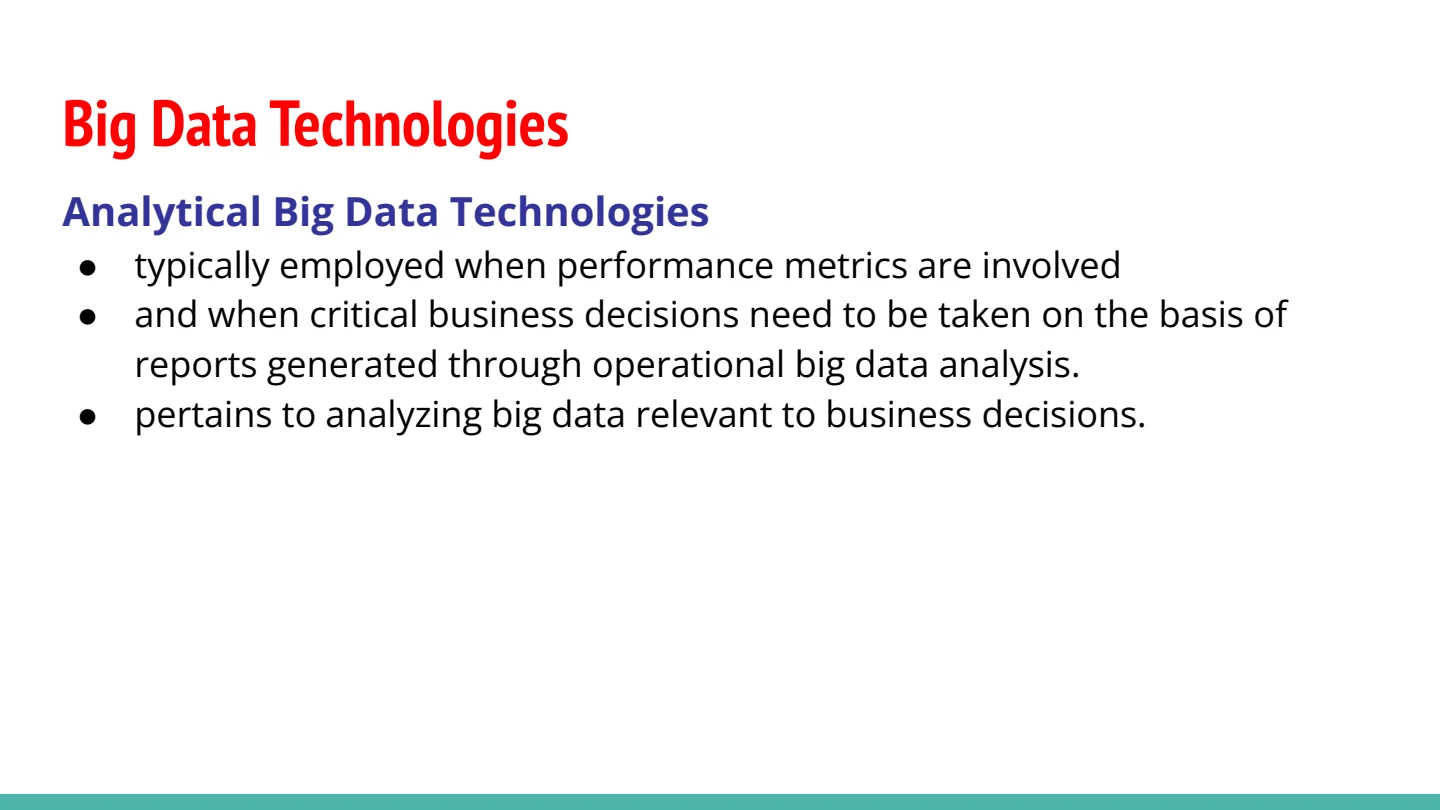 Big Data Technologies
Analytical Big Data Technologies
● typically employed when performance metrics are involved
● and when critical business decisions need to be taken on the basis of
reports generated through operational big data analysis.
● pertains to analyzing big data relevant to business decisions.